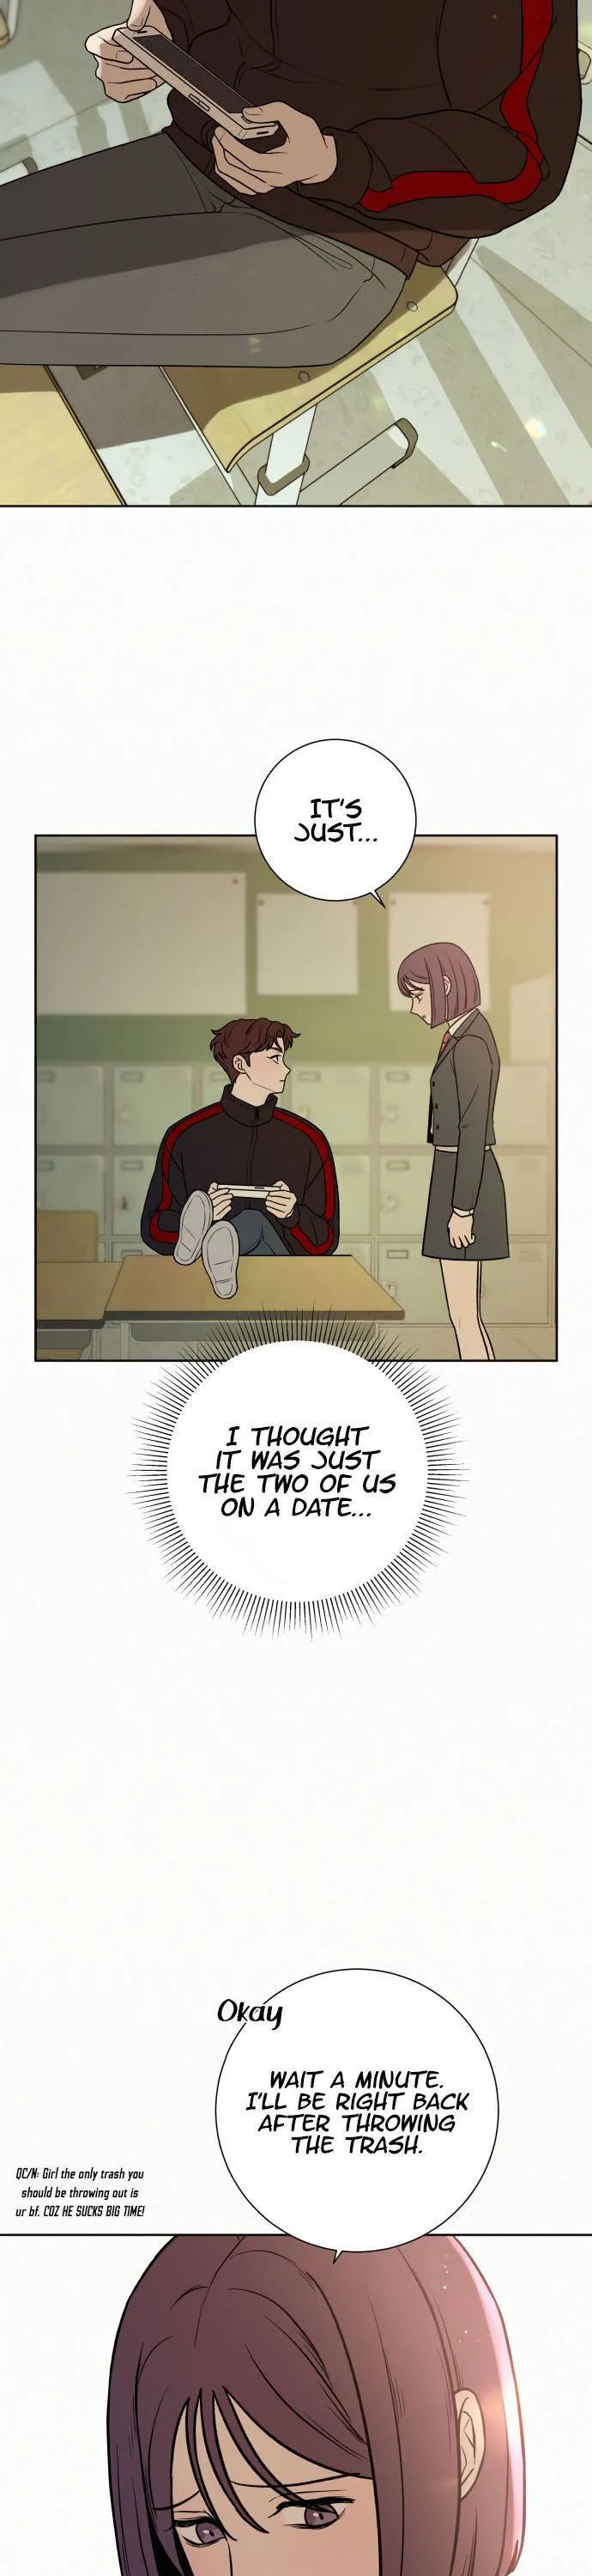 IT'S
JUST...
I THOUGHT
IT WAS JUST
THE TWO OF US
ON A DATE...
Okay
WAIT A MINUTE.
I'LL BE RIGHT BACK
AFTER THROWING
THE TRASH.
QC/N: Girl the only trash you
should be throwing out is
ur bf. COZ HE SUCKS BIG TIME!